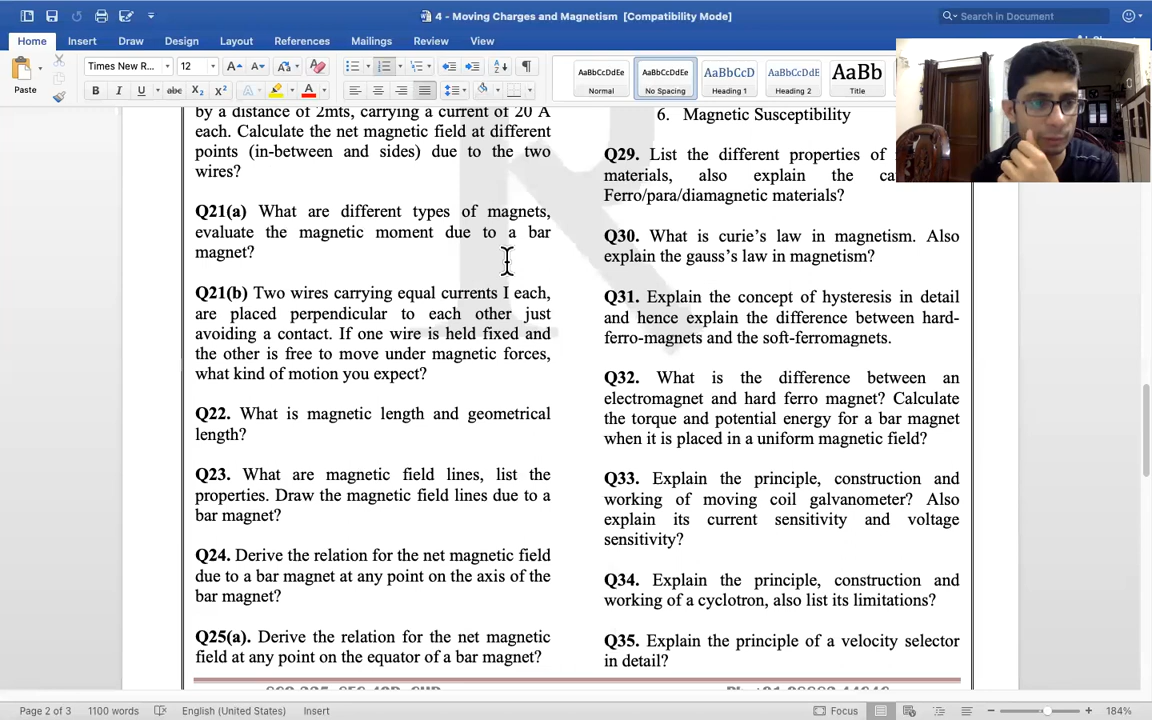 4 - Moving Charges and Magnetism [Compatibility Mode]
Search in Document
Home Insert Draw Design Layout References Mailings Review View
Paste
Times New R... 12
AaBbCcDdEe AaBbCcDdEe AaBbCcD AaBbCcDdE AaBb
Normal No Spacing Heading 1 Heading 2 Title
by a distance of 2mts, carrying a current of 20 A
each. Calculate the net magnetic field at different
points (in-between and sides) due to the two
wires?
Q21(a) What are different types of magnets,
evaluate the magnetic moment due to a bar
magnet?
Q21(b) Two wires carrying equal currents I each,
are placed perpendicular to each other just
avoiding a contact. If one wire is held fixed and
the other is free to move under magnetic forces,
what kind of motion you expect?
Q22. What is magnetic length and geometrical
length?
Q23. What are magnetic field lines, list the
properties. Draw the magnetic field lines due to a
bar magnet?
Q24. Derive the relation for the net magnetic field
due to a bar magnet at any point on the axis of the
bar magnet?
Q25(a). Derive the relation for the net magnetic
field at any point on the equator of a bar magnet?
6. Magnetic Susceptibility
Q29. List the different properties of
materials, also explain the
Ferro/para/diamagnetic materials?
Q30. What is curie's law in magnetism. Also
explain the gauss's law in magnetism?
Q31. Explain the concept of hysteresis in detail
and hence explain the difference between hard-
ferro-magnets and the soft-ferromagnets.
Q32. What is the difference between an
electromagnet and hard ferro magnet? Calculate
the torque and potential energy for a bar magnet
when it is placed in a uniform magnetic field?
Q33. Explain the principle, construction and
working of moving coil galvanometer? Also
explain its current sensitivity and voltage
sensitivity?
Q34. Explain the principle, construction and
working of a cyclotron, also list its limitations?
Q35. Explain the principle of a velocity selector
in detail?
Page 2 of 3 1100 words English (United States) Insert Focus 184%